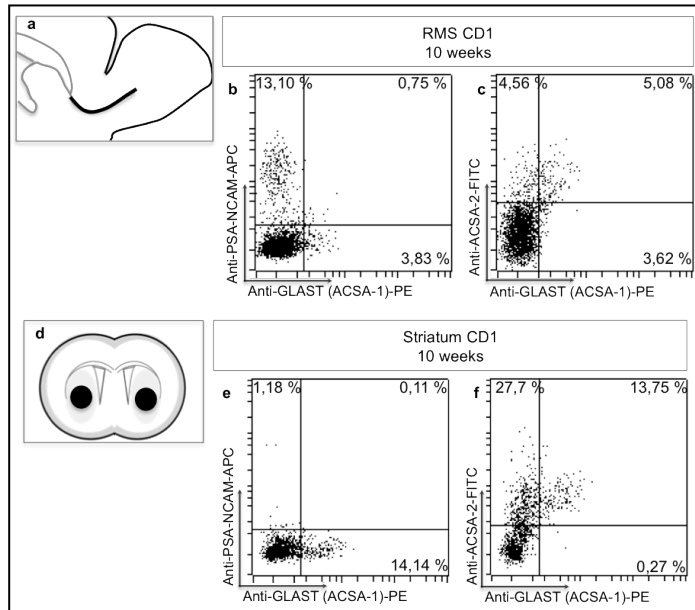 a
RMS CD1
10 weeks
b
13,10 %
0,75 %
3,83 %
Anti-PSA-NCAM-APC
Anti-GLAST (ACSA-1)-PE
c
4,56 %
5,08 %
3,62 %
Anti-ACSA-2-FITC
Anti-GLAST (ACSA-1)-PE
d
Striatum CD1
10 weeks
e
1,18 %
0,11 %
14,14 %
Anti-PSA-NCAM-APC
Anti-GLAST (ACSA-1)-PE
f
27,7 %
13,75 %
0,27 %
Anti-ACSA-2-FITC
Anti-GLAST (ACSA-1)-PE